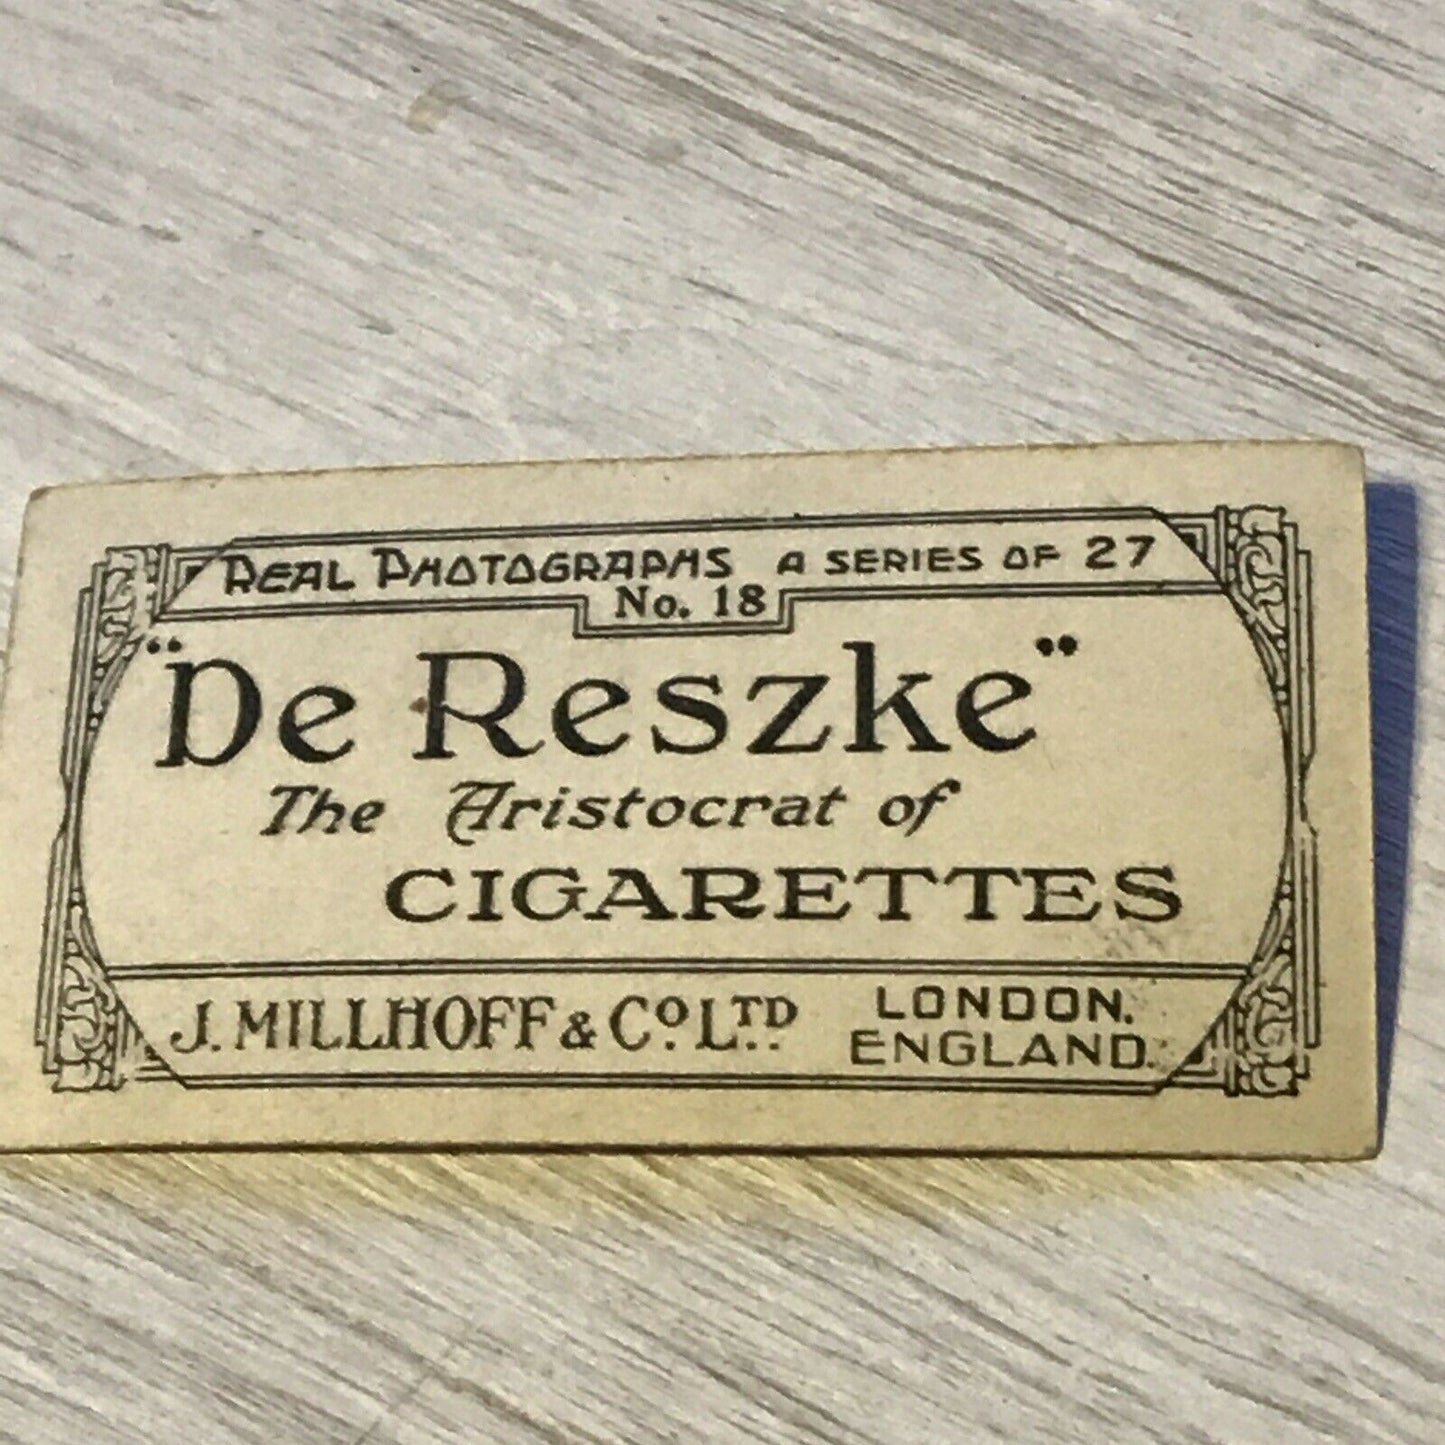 REAL PHOTOGRAPHS A SERIES OF 27
No. 18
"De Reszke"
The Aristocrat of
CIGARETTES
J. MILLHOFF & Co. LTD.
LONDON.
ENGLAND.